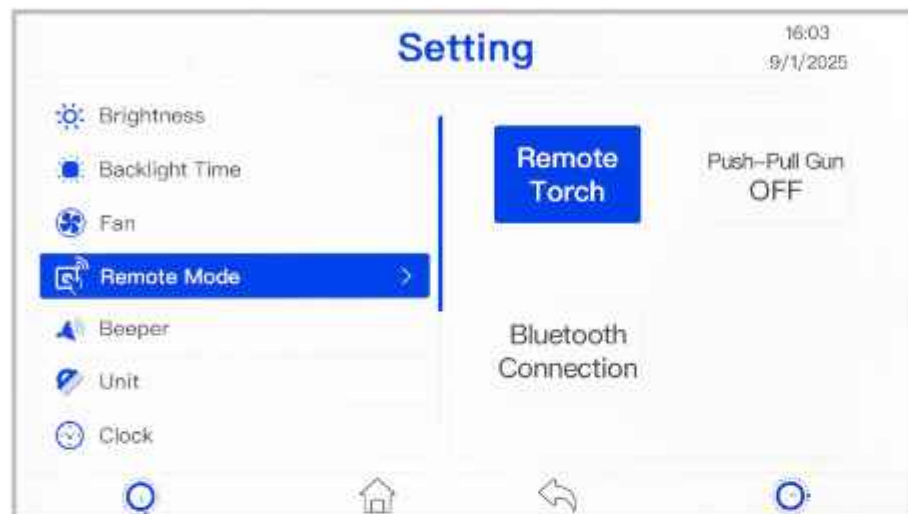 Setting
16:03
9/1/2025
Brightness
Backlight Time
Fan
Remote Mode
Beeper
Unit
Clock
Remote
Torch
Push-Pull Gun
OFF
Bluetooth
Connection